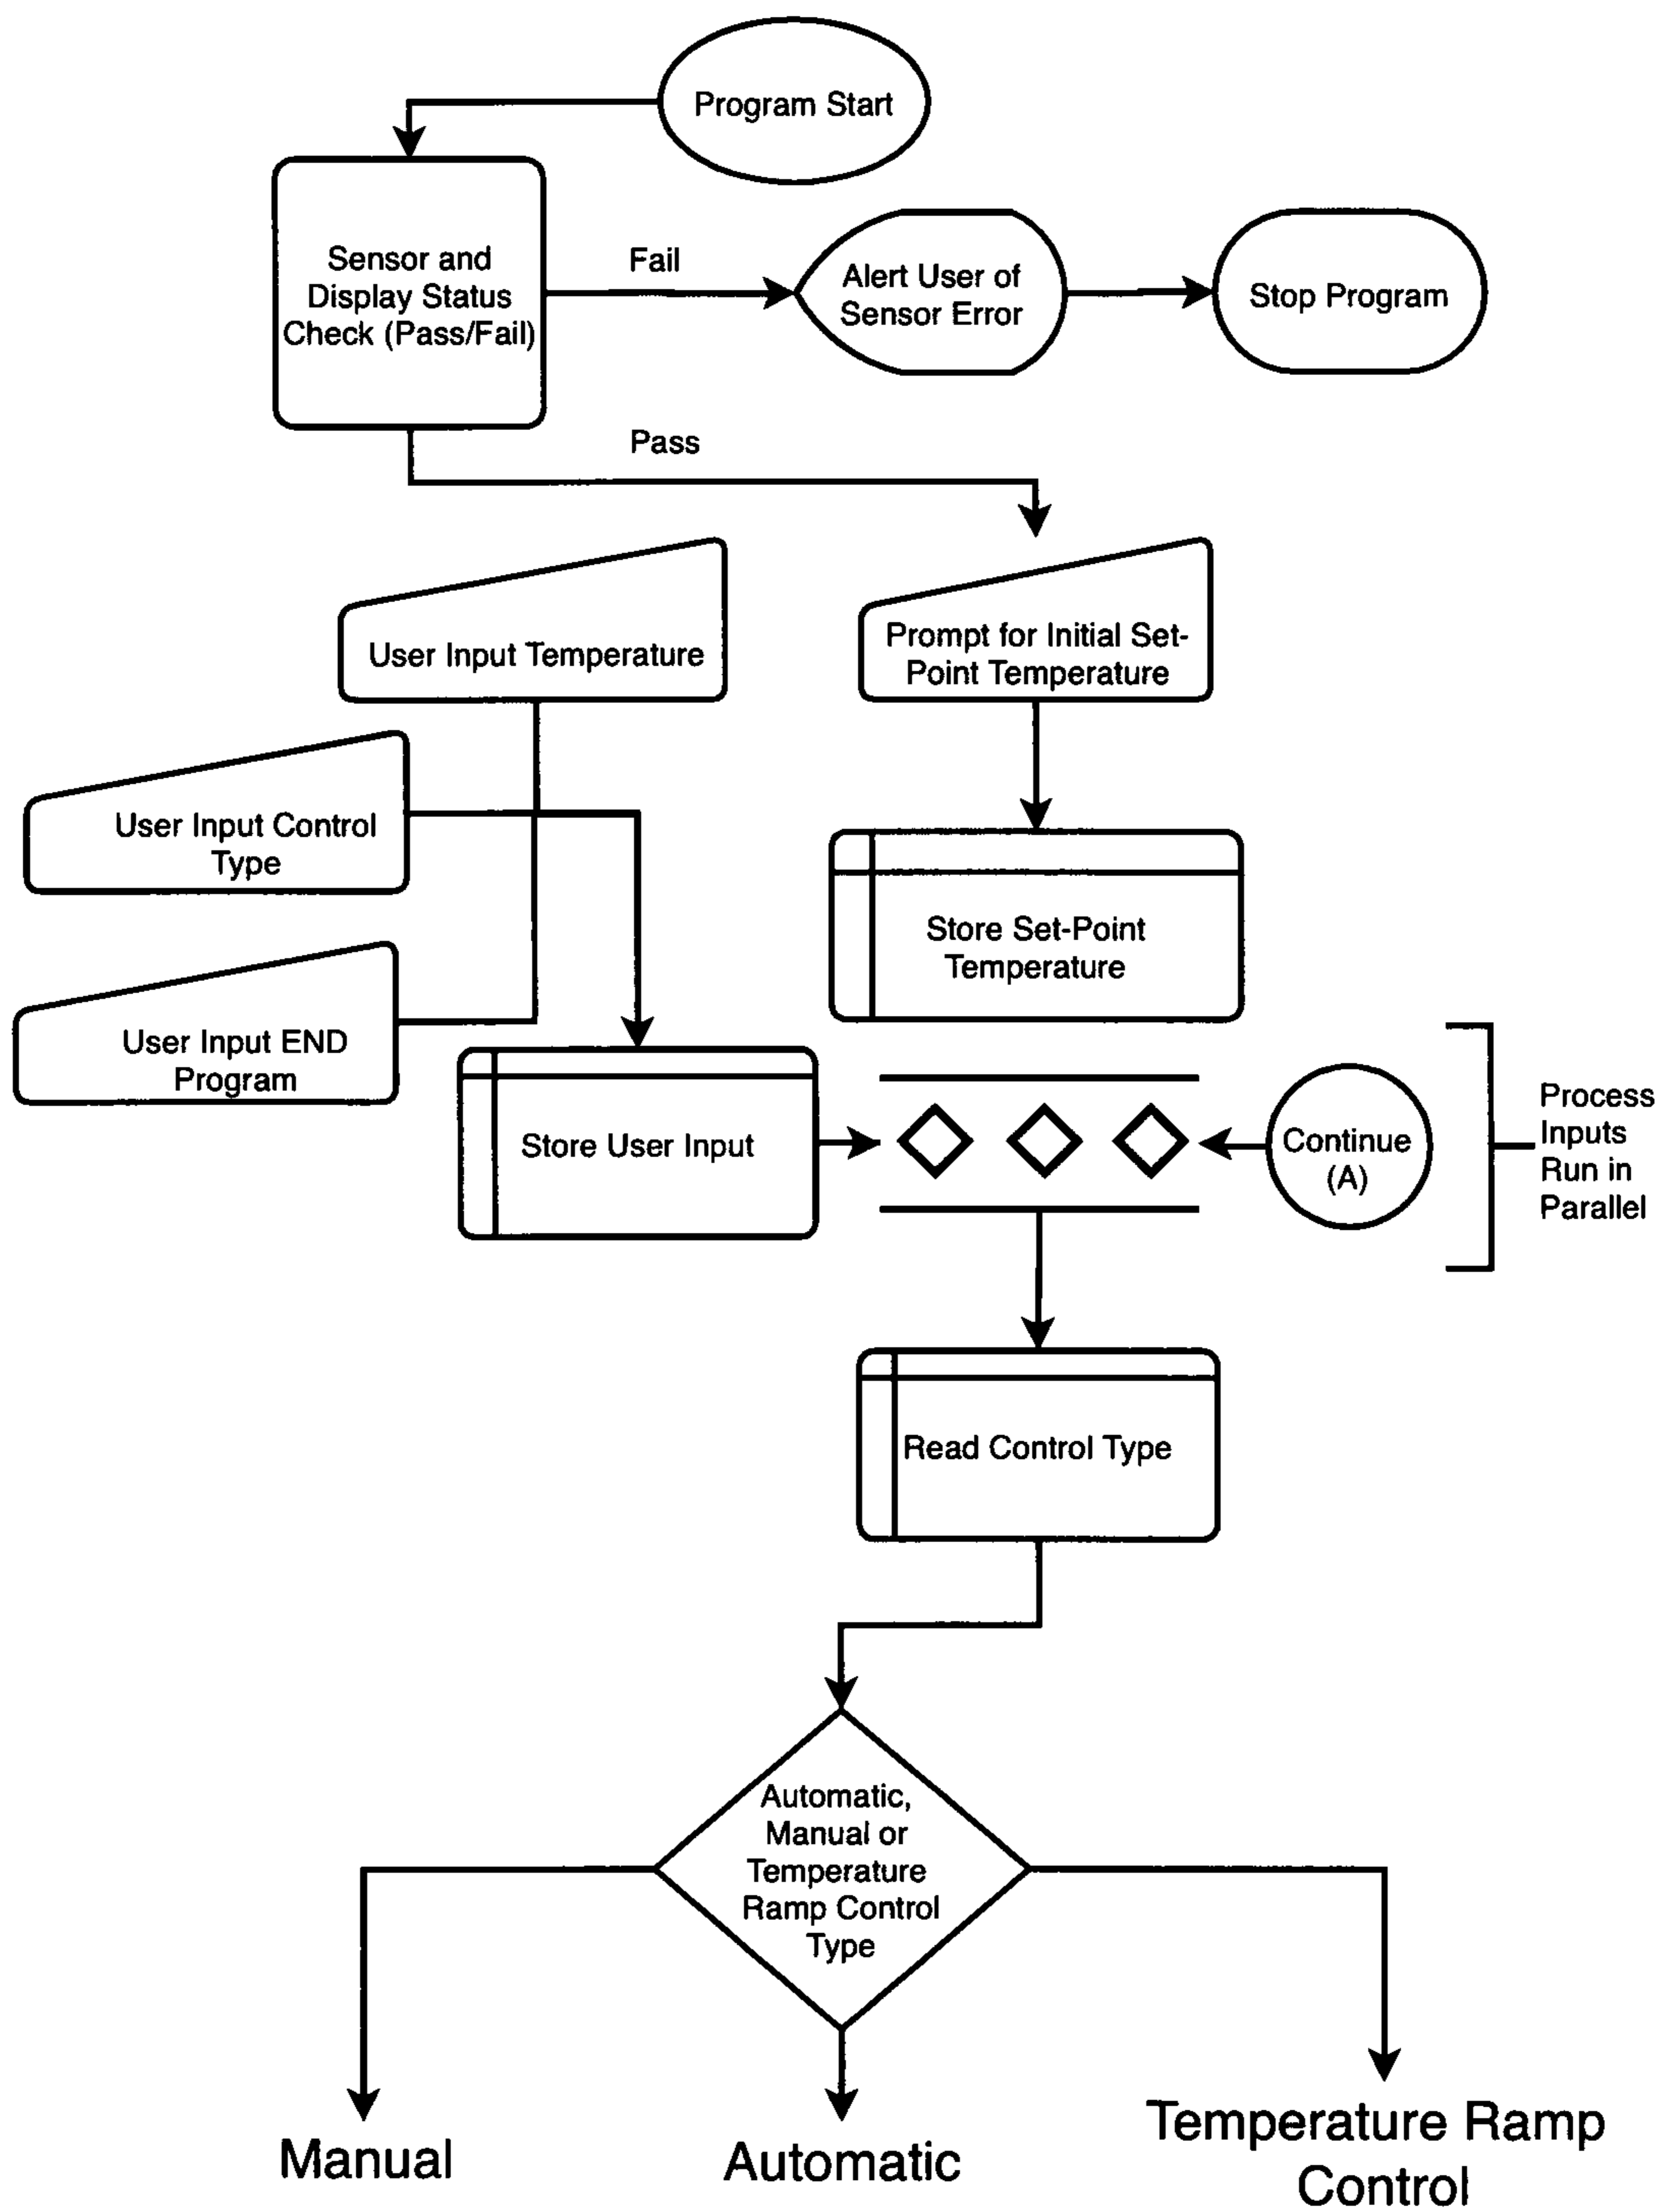 Program Start
Sensor and
Display Status
Check (Pass/Fail)
Fail
Alert User of
Sensor Error
Stop Program
Pass
User Input Temperature
Prompt for Initial Set-
Point Temperature
User Input Control
Type
Store Set-Point
Temperature
User Input END
Program
Store User Input
Continue
(A)
Process
Inputs
Run in
Parallel
Read Control Type
Automatic,
Manual or
Temperature
Ramp Control
Type
Manual
Automatic
Temperature Ramp
Control